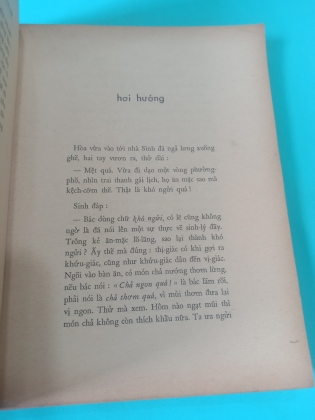 hơi hướng
Hòa vừa vào tới nhà Sinh đã ngã lưng xuống
ghế, hai tay vươn ra, thở dài :
— Mệt quá. Vừa đi dạo một vòng phường-
phố, nhìn trai thanh gái lịch, họ ăn mặc sao mà
kệch-cỡm thế. Thật là khó ngửi quá !
Sinh đáp :
— Bác dùng chữ khó ngửi, có lẽ cũng không
ngờ là đã nói lên một sự thực về sinh-lý đấy.
Trông kẻ ăn-mặc lố-lăng, sao lại thành khó
ngửi ? Ấy thế mà đúng : thị-giác có khi gợi ra
khứu-giác, cũng như khứu-giác dẫn đến vị-giác.
Ngồi vào bàn ăn, có món chả nướng thơm lừng,
nếu bác nói : « Chả ngon quá ! » là bác lầm rồi,
phải nói là chả thơm quá, vì mùi thơm đưa lại
vị ngon. Thử mà xem. Hôm nào ngạt mũi thì
món chả không còn thích khẩu nữa. Ta tra ngửi